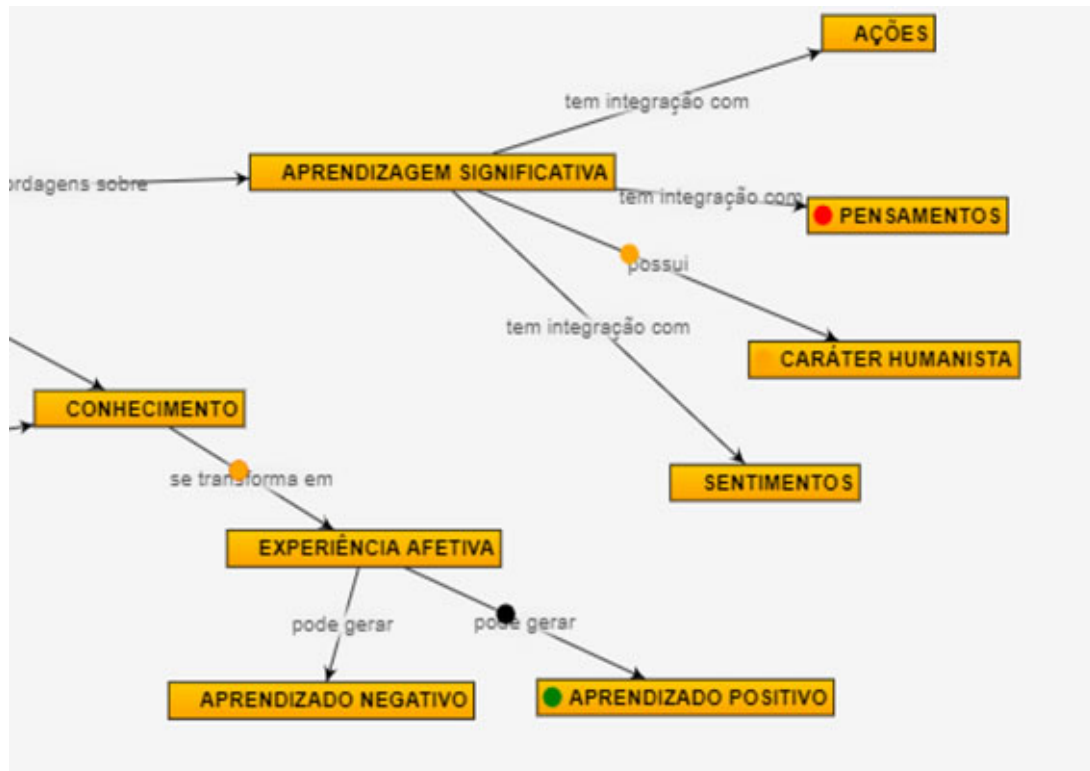 AÇÕES
tem integração com
ordagens sobre
APRENDIZAGEM SIGNIFICATIVA
tem integração com
PENSAMENTOS
possui
tem integração com
CARÁTER HUMANISTA
CONHECIMENTO
se transforma em
SENTIMENTOS
EXPERIÊNCIA AFETIVA
pode gerar
pode gerar
APRENDIZADO NEGATIVO
APRENDIZADO POSITIVO